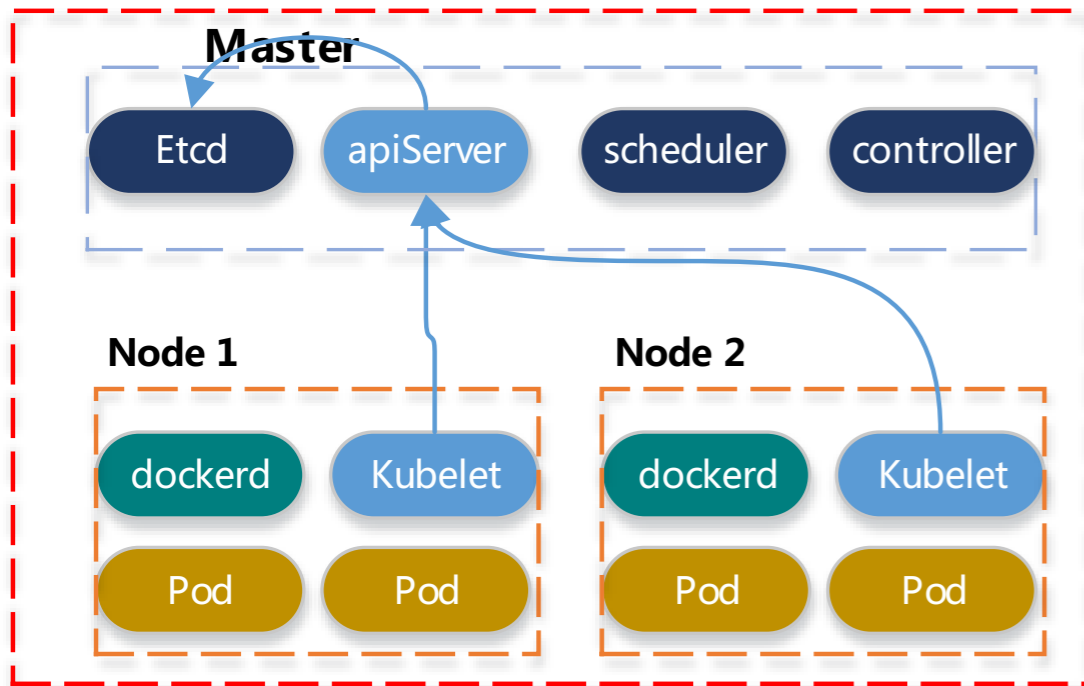 Master
Etcd
apiServer
scheduler
controller
Node 1
Node 2
dockerd
Kubelet
dockerd
Kubelet
Pod
Pod
Pod
Pod